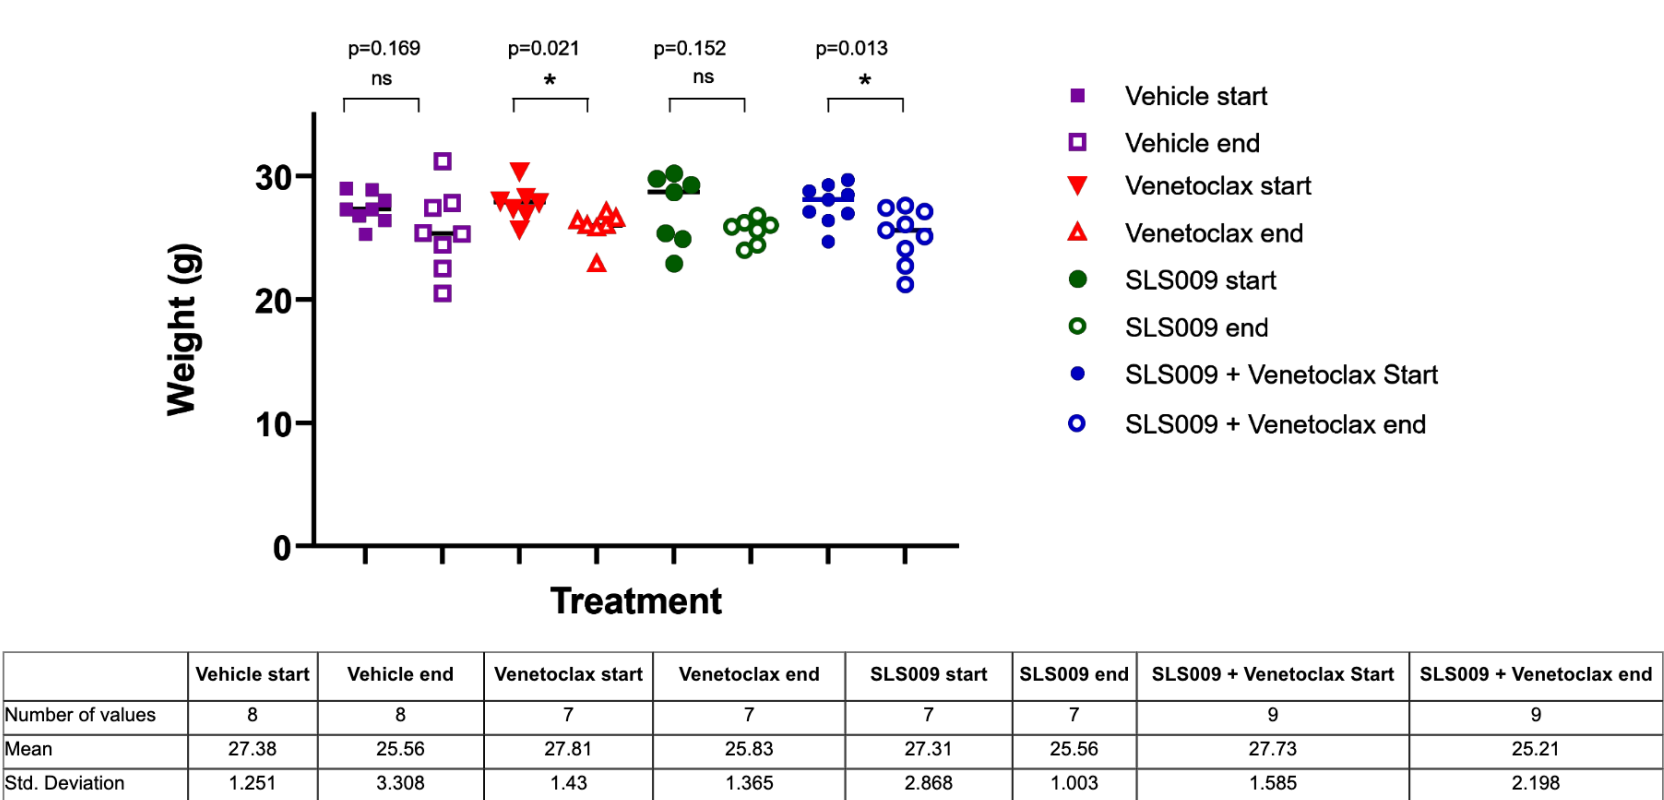 p=0.169 p=0.021 p=0.152 p=0.013
ns * ns *
30
20
10
0
Weight (g)
Treatment
Vehicle start
Vehicle end
Venetoclax start
Venetoclax end
SLS009 start
SLS009 end
SLS009 + Venetoclax Start
SLS009 + Venetoclax end
Vehicle start Vehicle end Venetoclax start Venetoclax end SLS009 start SLS009 end SLS009 + Venetoclax Start SLS009 + Venetoclax end
Number of values 8 8 7 7 7 7 9 9
Mean 27.38 25.56 27.81 25.83 27.31 25.56 27.73 25.21
Std. Deviation 1.251 3.308 1.43 1.365 2.868 1.003 1.585 2.198